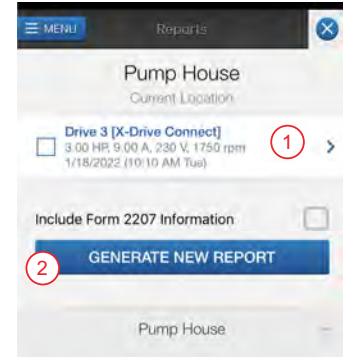 MENU
Reports
Pump House
Current Location
Drive 3 [X-Drive Connect]
3.00 HP, 9.00 A, 230 V, 1750 rpm
1/18/2022 (10:10 AM Tue)
1
Include Form 2207 Information
2
GENERATE NEW REPORT
Pump House